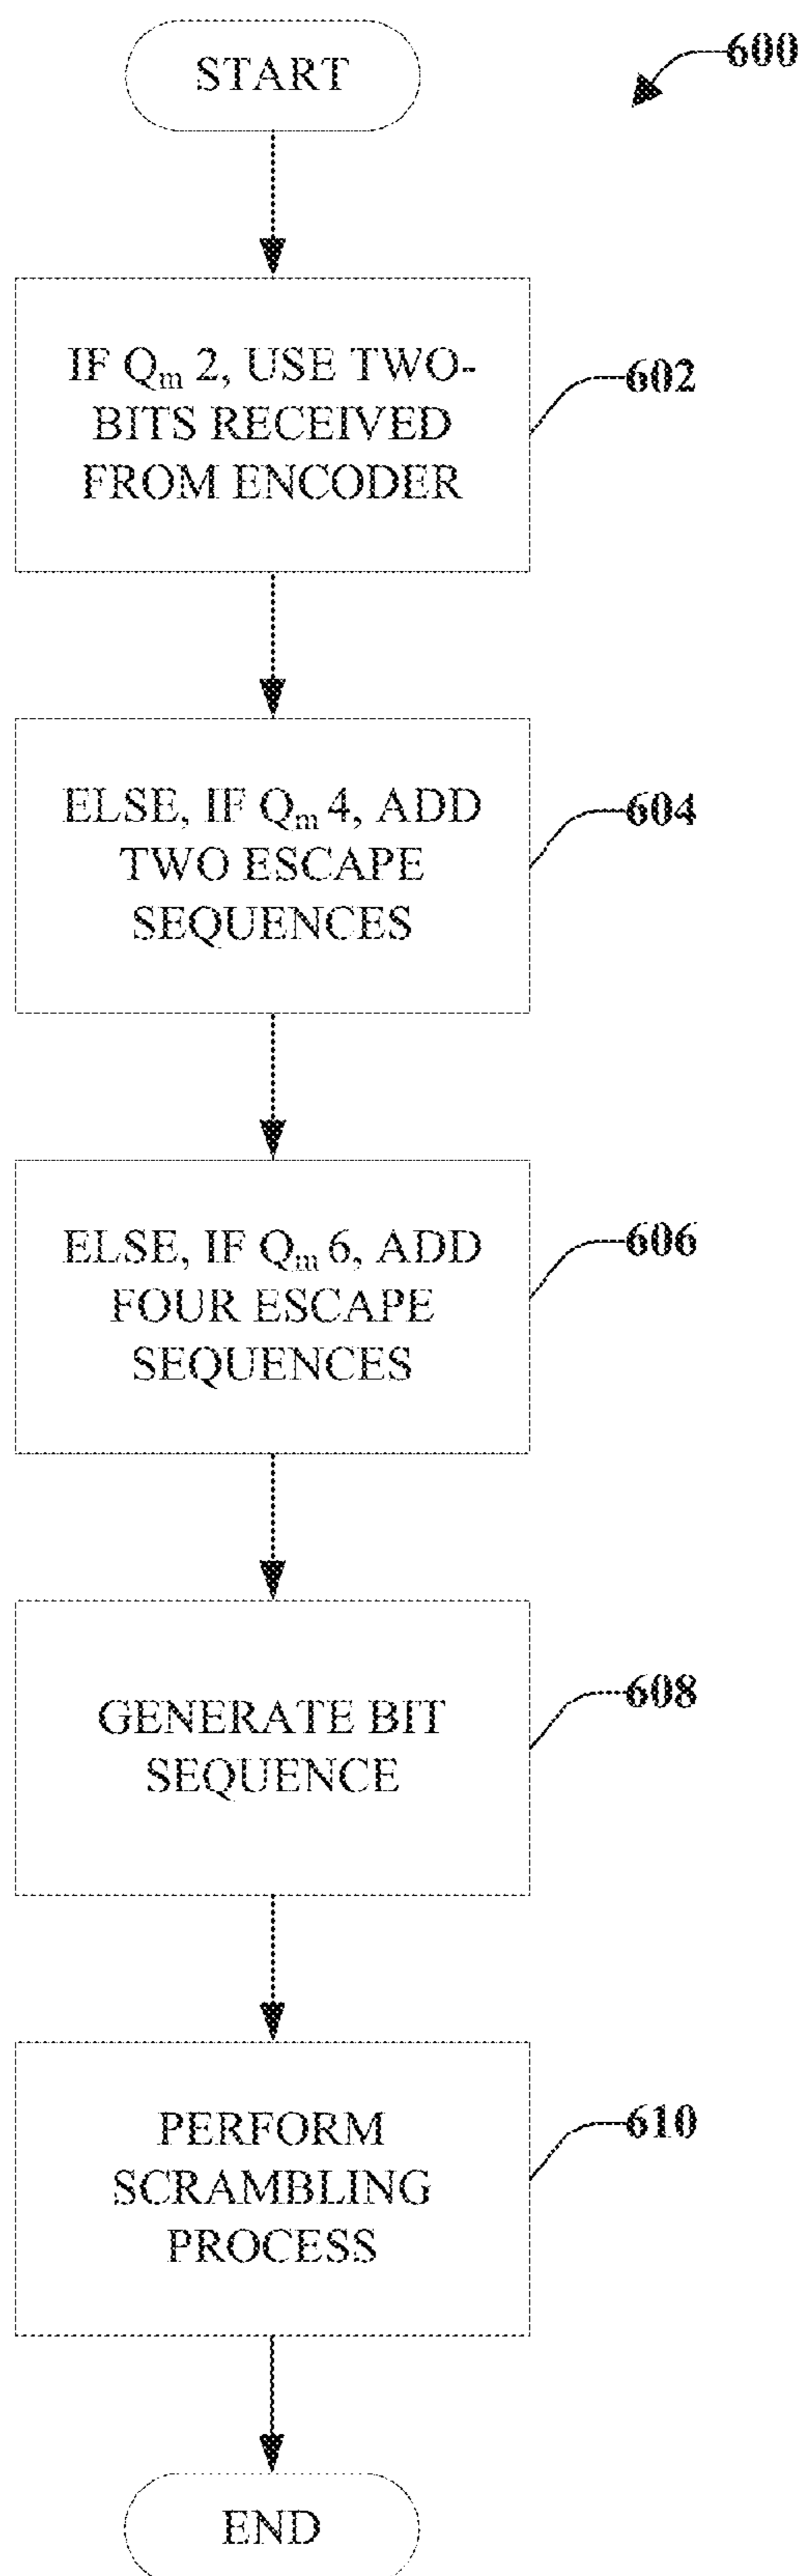 START
600
IF Qm 2, USE TWO-
BITS RECEIVED
FROM ENCODER
602
ELSE, IF Qm 4, ADD
TWO ESCAPE
SEQUENCES
604
ELSE, IF Qm 6, ADD
FOUR ESCAPE
SEQUENCES
606
GENERATE BIT
SEQUENCE
608
PERFORM
SCRAMBLING
PROCESS
610
END